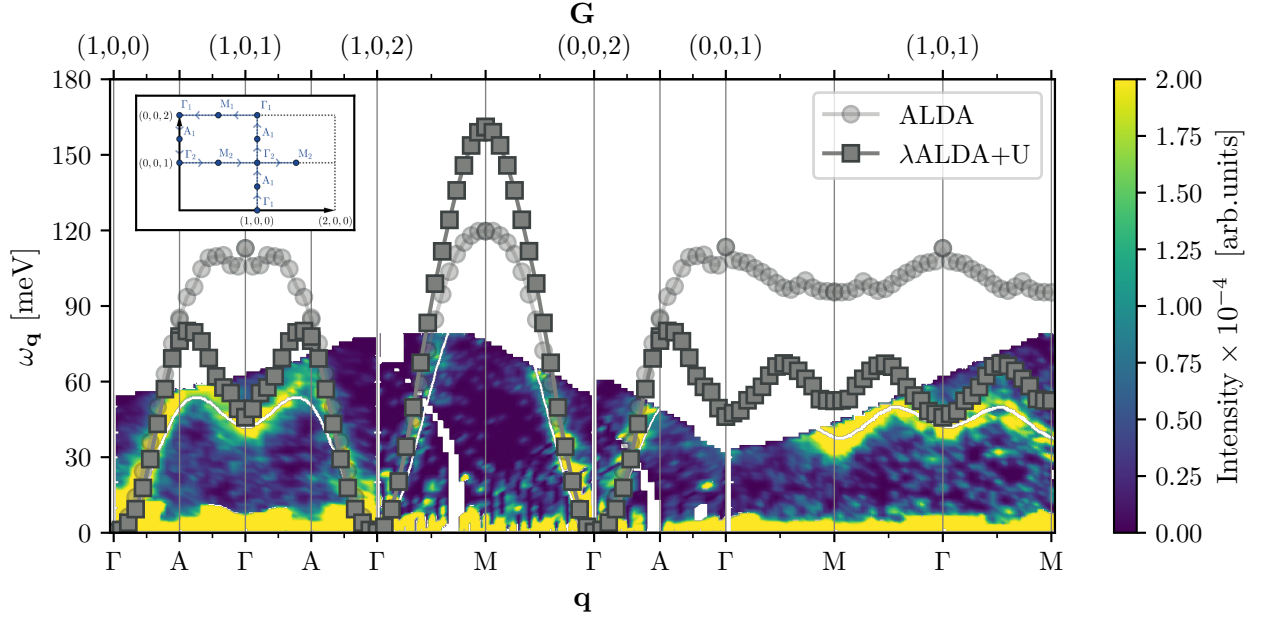 G
(1,0,0) (1,0,1) (1,0,2) (0,0,2) (0,0,1) (1,0,1)
180
150
120
90
60
30
0
ω_q [meV]
Γ₁ M₁ Γ₁
(0,0,2)
A₁ A₁
Γ₂ M₂ Γ₂ M₂
(0,0,1)
A₁
Γ₁
(1,0,0) (2,0,0)
ALDA
λALDA+U
Γ A Γ A Γ M Γ A Γ M Γ M
q
2.00
1.75
1.50
1.25
1.00
0.75
0.50
0.25
0.00
Intensity × 10⁻⁴ [arb.units]